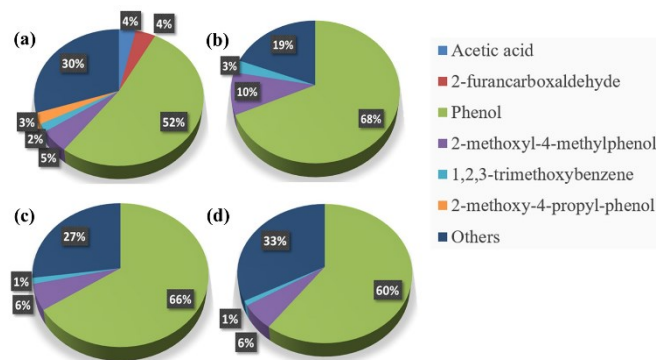 (a)
4%
4%
30%
52%
3%
2%
5%
(b)
19%
3%
10%
68%
(c)
27%
1%
6%
66%
(d)
33%
1%
6%
60%
Acetic acid
2-furancarboxaldehyde
Phenol
2-methoxyl-4-methylphenol
1,2,3-trimethoxybenzene
2-methoxy-4-propyl-phenol
Others